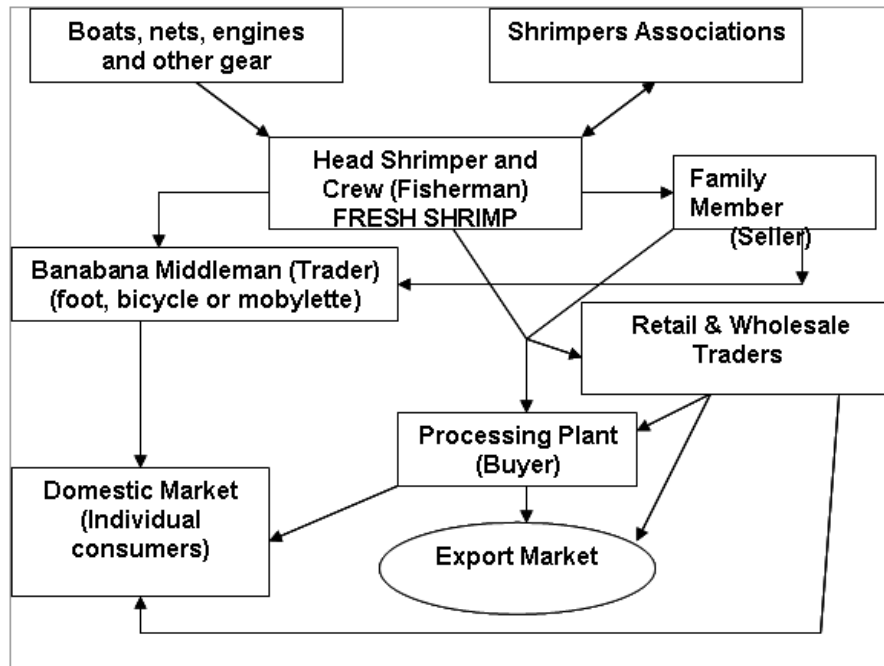 Boats, nets, engines
and other gear
Shrimpers Associations
Head Shrimper and
Crew (Fisherman)
FRESH SHRIMP
Family
Member
(Seller)
Banabana Middleman (Trader)
(foot, bicycle or mobylette)
Retail & Wholesale
Traders
Processing Plant
(Buyer)
Domestic Market
(Individual
consumers)
Export Market